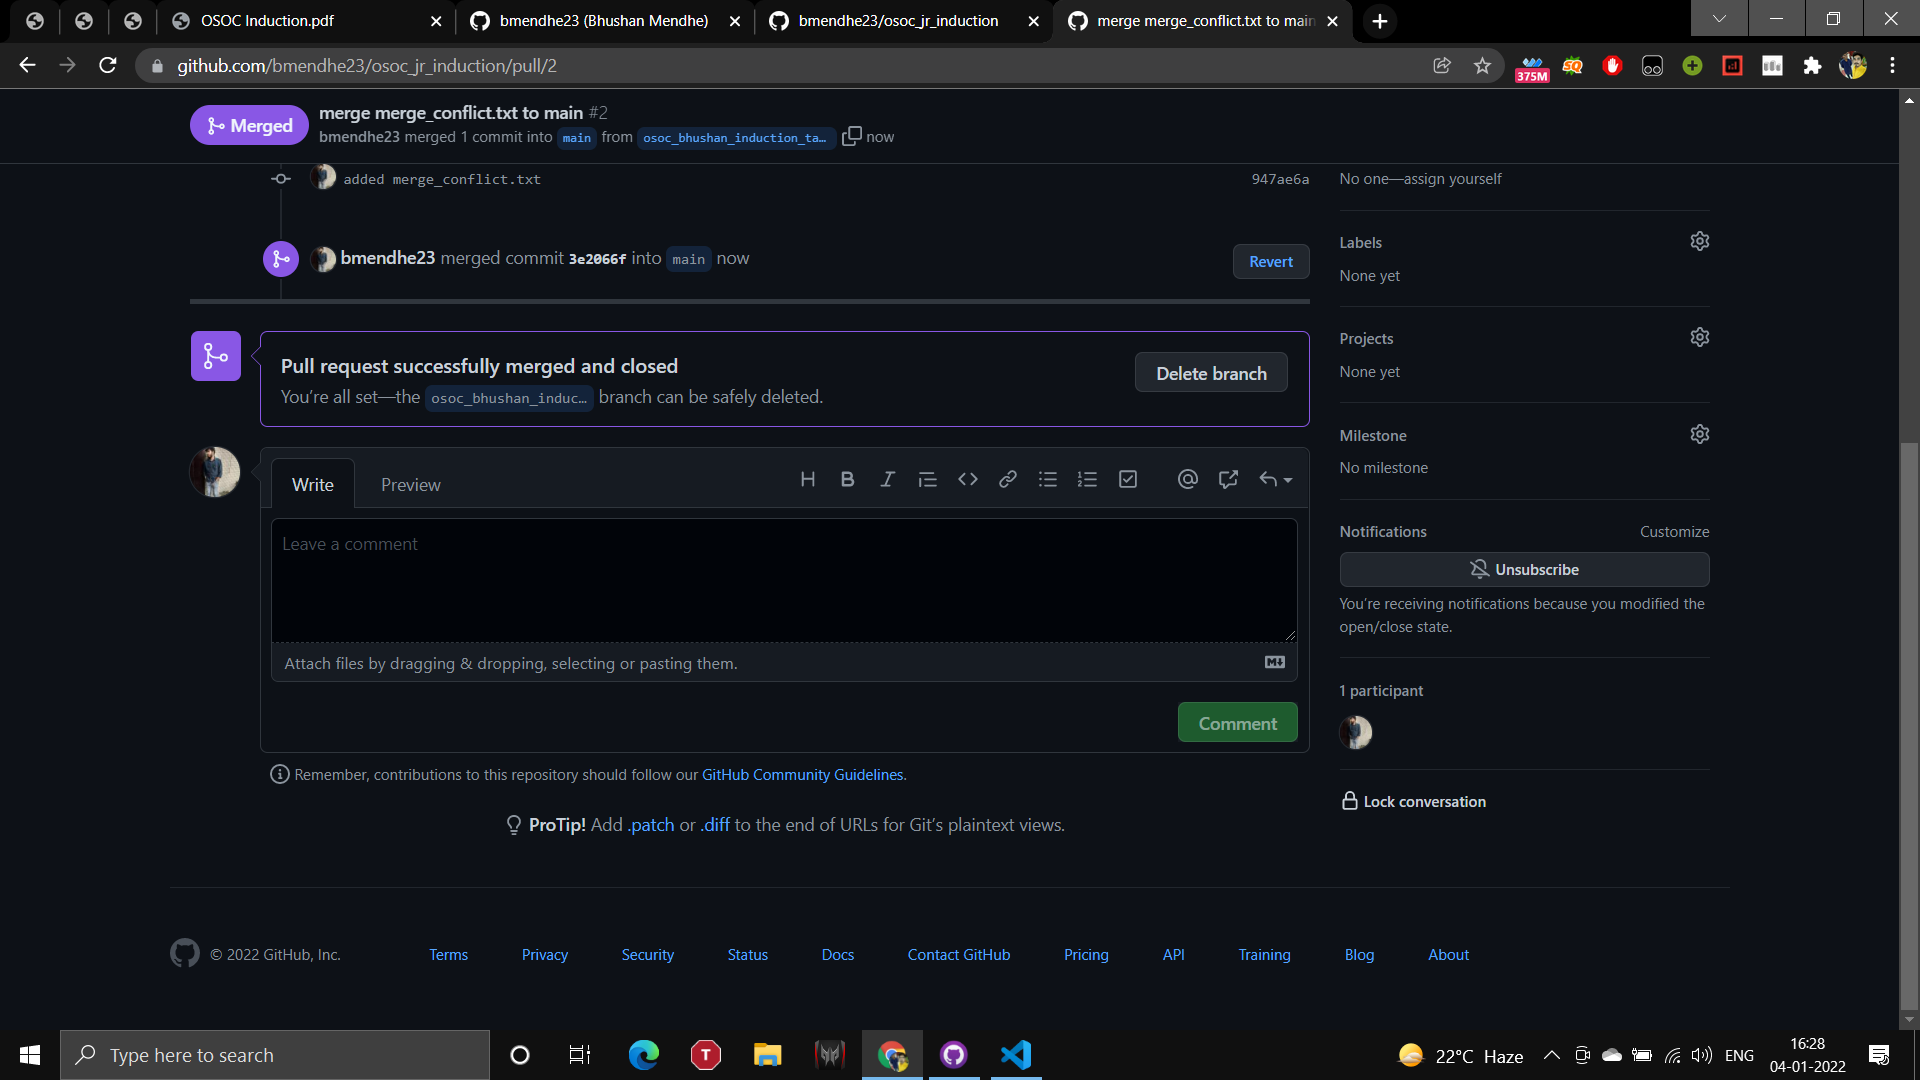 OSOC Induction.pdf
bmendhe23 (Bhushan Mendhe)
bmendhe23/osoc_jr_induction
merge merge_conflict.txt to main
github.com/bmendhe23/osoc_jr_induction/pull/2
375M
SQ
Merged
merge merge_conflict.txt to main #2
bmendhe23 merged 1 commit into main from osoc_bhushan_induction_ta… now
added merge_conflict.txt
947ae6a
bmendhe23 merged commit 3e2066f into main now
Revert
Pull request successfully merged and closed
You're all set—the osoc_bhushan_induc… branch can be safely deleted.
Delete branch
Write
Preview
H B I
Leave a comment
Attach files by dragging & dropping, selecting or pasting them.
Comment
Remember, contributions to this repository should follow our GitHub Community Guidelines.
ProTip! Add .patch or .diff to the end of URLs for Git's plaintext views.
No one—assign yourself
Labels
None yet
Projects
None yet
Milestone
No milestone
Notifications
Customize
Unsubscribe
You're receiving notifications because you modified the
open/close state.
1 participant
Lock conversation
© 2022 GitHub, Inc.
Terms
Privacy
Security
Status
Docs
Contact GitHub
Pricing
API
Training
Blog
About
Type here to search
T
22°C Haze
ENG
16:28
04-01-2022